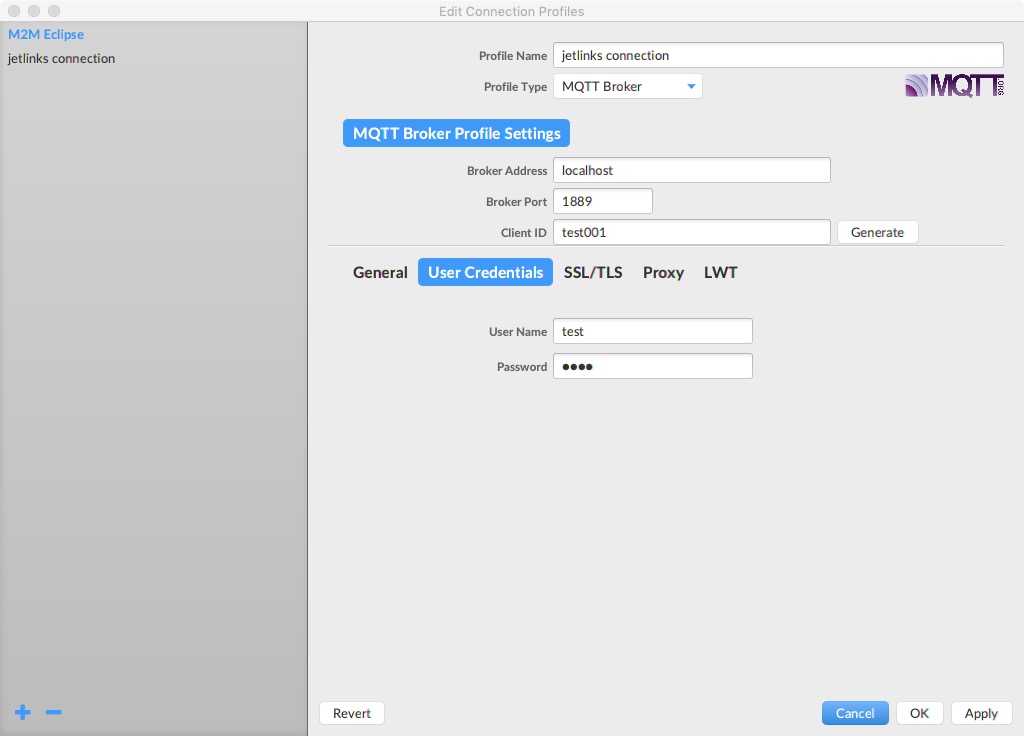 Edit Connection Profiles
M2M Eclipse
jetlinks connection
Profile Name jetlinks connection
Profile Type MQTT Broker
MQTT.ORG
MQTT Broker Profile Settings
Broker Address localhost
Broker Port 1889
Client ID test001 Generate
General User Credentials SSL/TLS Proxy LWT
User Name test
Password ●●●●
Revert Cancel OK Apply